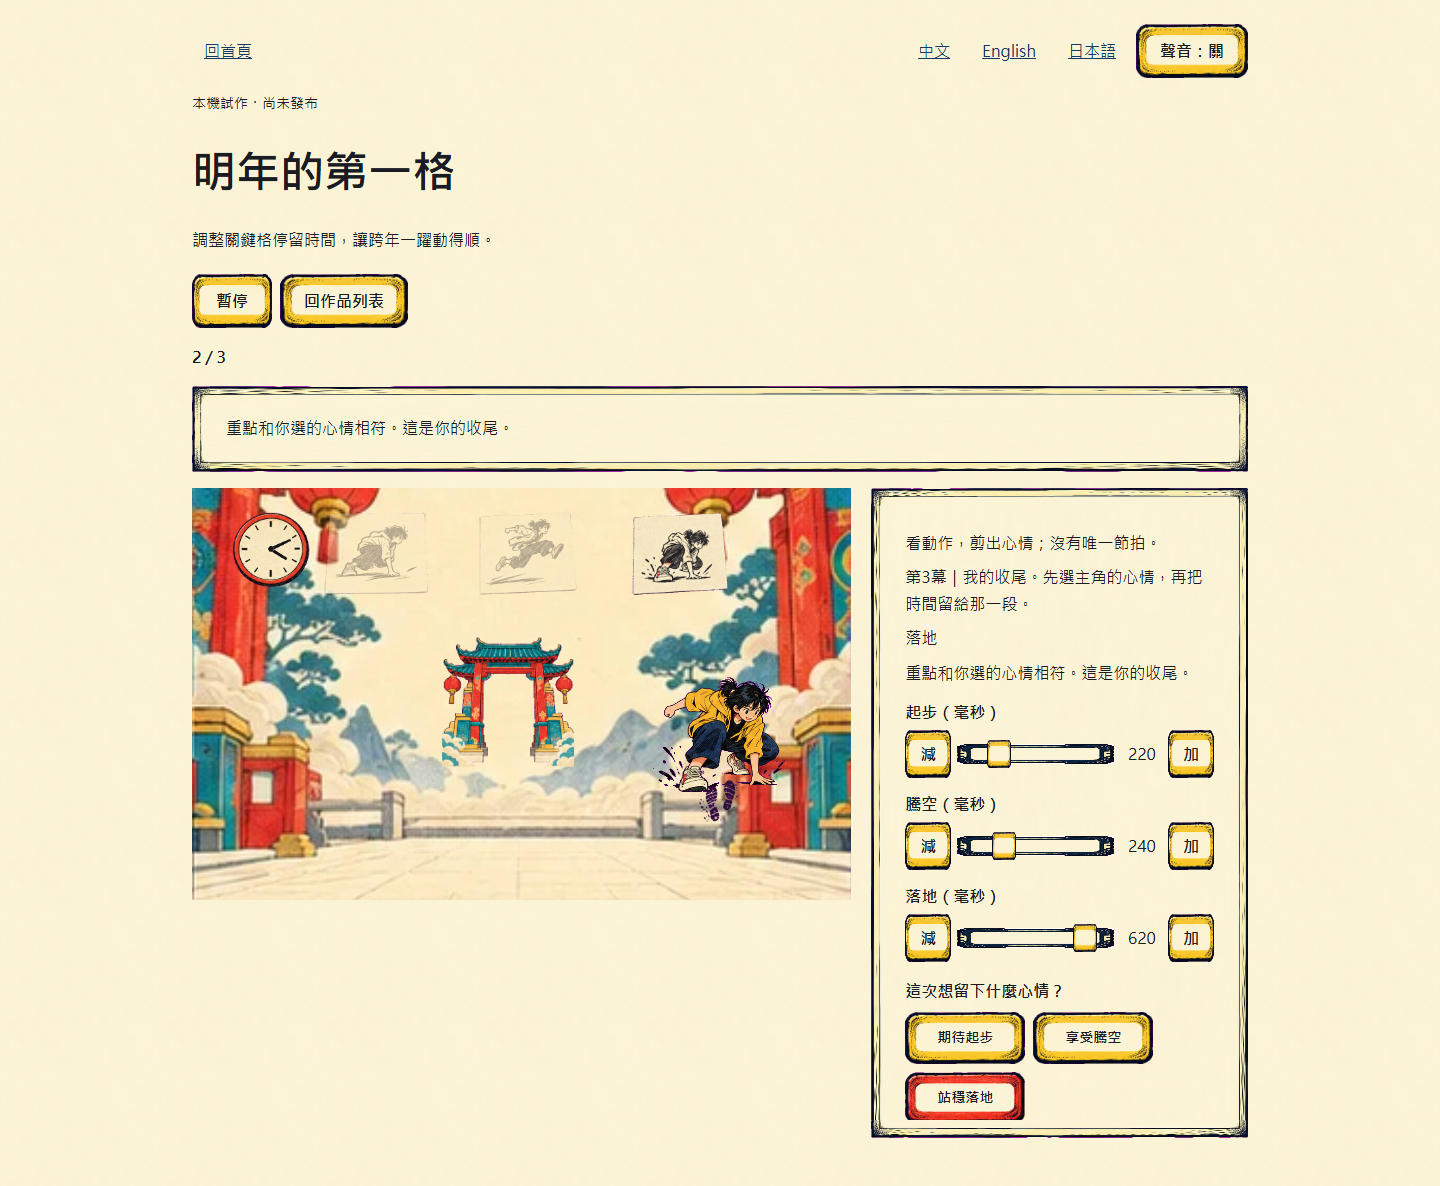 回首頁
中文
English
日本語
聲音：關
本機試作・尚未發布
明年的第一格
調整關鍵格停留時間，讓跨年一躍動得順。
暫停
回作品列表
2 / 3
重點和你選的心情相符。這是你的收尾。
看動作，剪出心情；沒有唯一節拍。
第3幕｜我的收尾。先選主角的心情，再把
時間留給那一段。
落地
重點和你選的心情相符。這是你的收尾。
起步（毫秒）
減
220
加
騰空（毫秒）
減
240
加
落地（毫秒）
減
620
加
這次想留下什麼心情？
期待起步
享受騰空
站穩落地